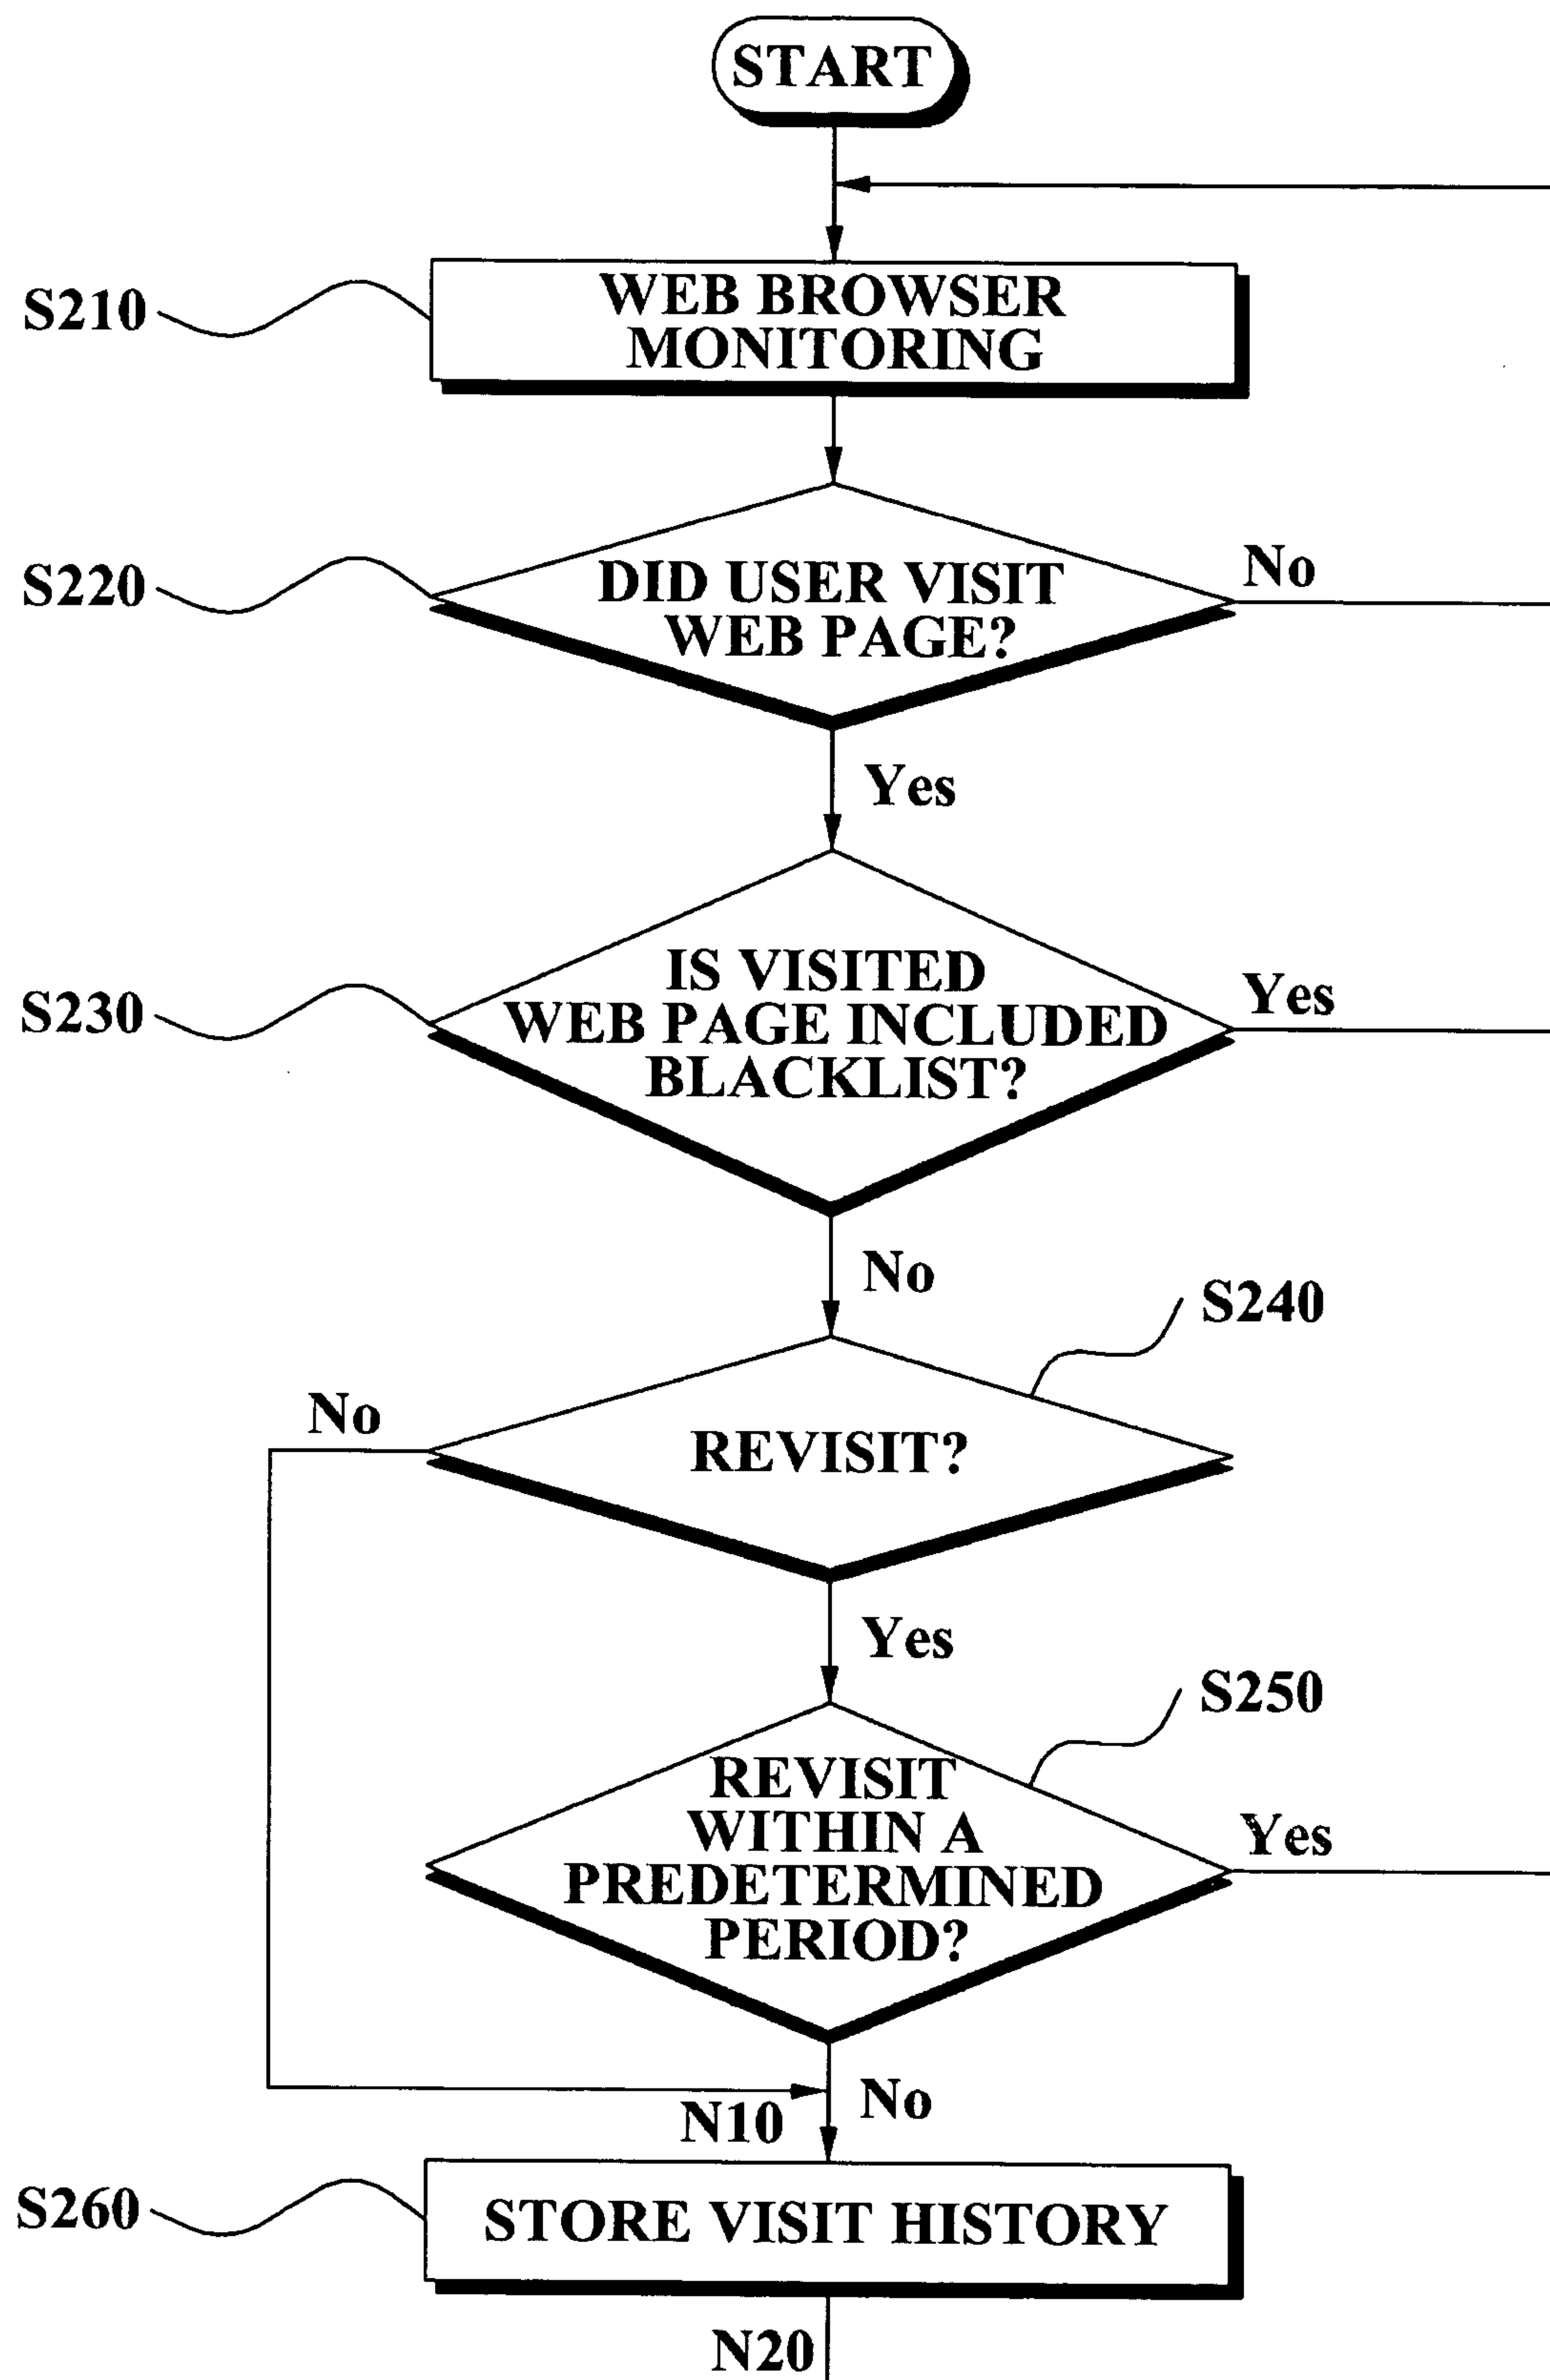 START
S210
WEB BROWSER
MONITORING
S220
DID USER VISIT
WEB PAGE?
No
Yes
S230
IS VISITED
WEB PAGE INCLUDED
BLACKLIST?
Yes
No
S240
No
REVISIT?
Yes
S250
REVISIT
WITHIN A
PREDETERMINED
PERIOD?
Yes
N10
No
S260
STORE VISIT HISTORY
N20